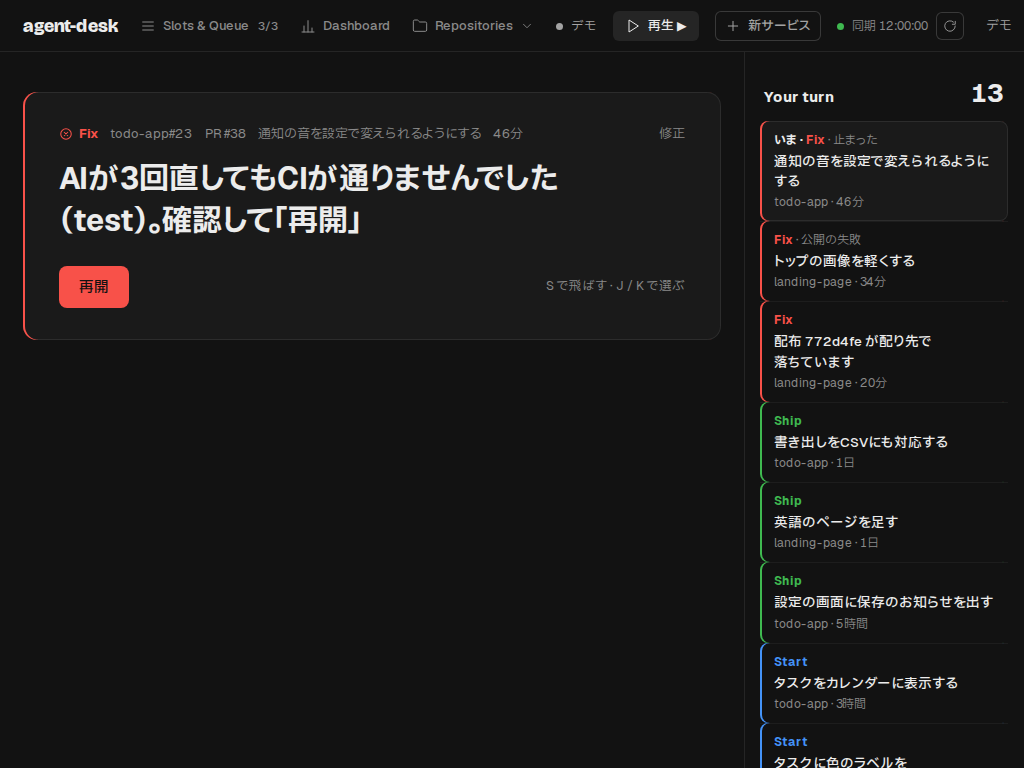 agent-desk Slots & Queue 3/3 Dashboard Repositories デモ 再生 ▶ 新サービス 同期 12:00:00 デモ
Fix todo-app#23 PR#38 通知の音を設定で変えられるようにする 46分 修正
AIが3回直してもCIが通りませんでした
（test）。確認して「再開」
再開 S で飛ばす · J / K で選ぶ
Your turn 13
いま · Fix · 止まった
通知の音を設定で変えられるように
する
todo-app · 46分
Fix · 公開の失敗
トップの画像を軽くする
landing-page · 34分
Fix
配布 772d4fe が配り先で
落ちています
landing-page · 20分
Ship
書き出しをCSVにも対応する
todo-app · 1日
Ship
英語のページを足す
landing-page · 1日
Ship
設定の画面に保存のお知らせを出す
todo-app · 5時間
Start
タスクをカレンダーに表示する
todo-app · 3時間
Start
タスクに色のラベルを